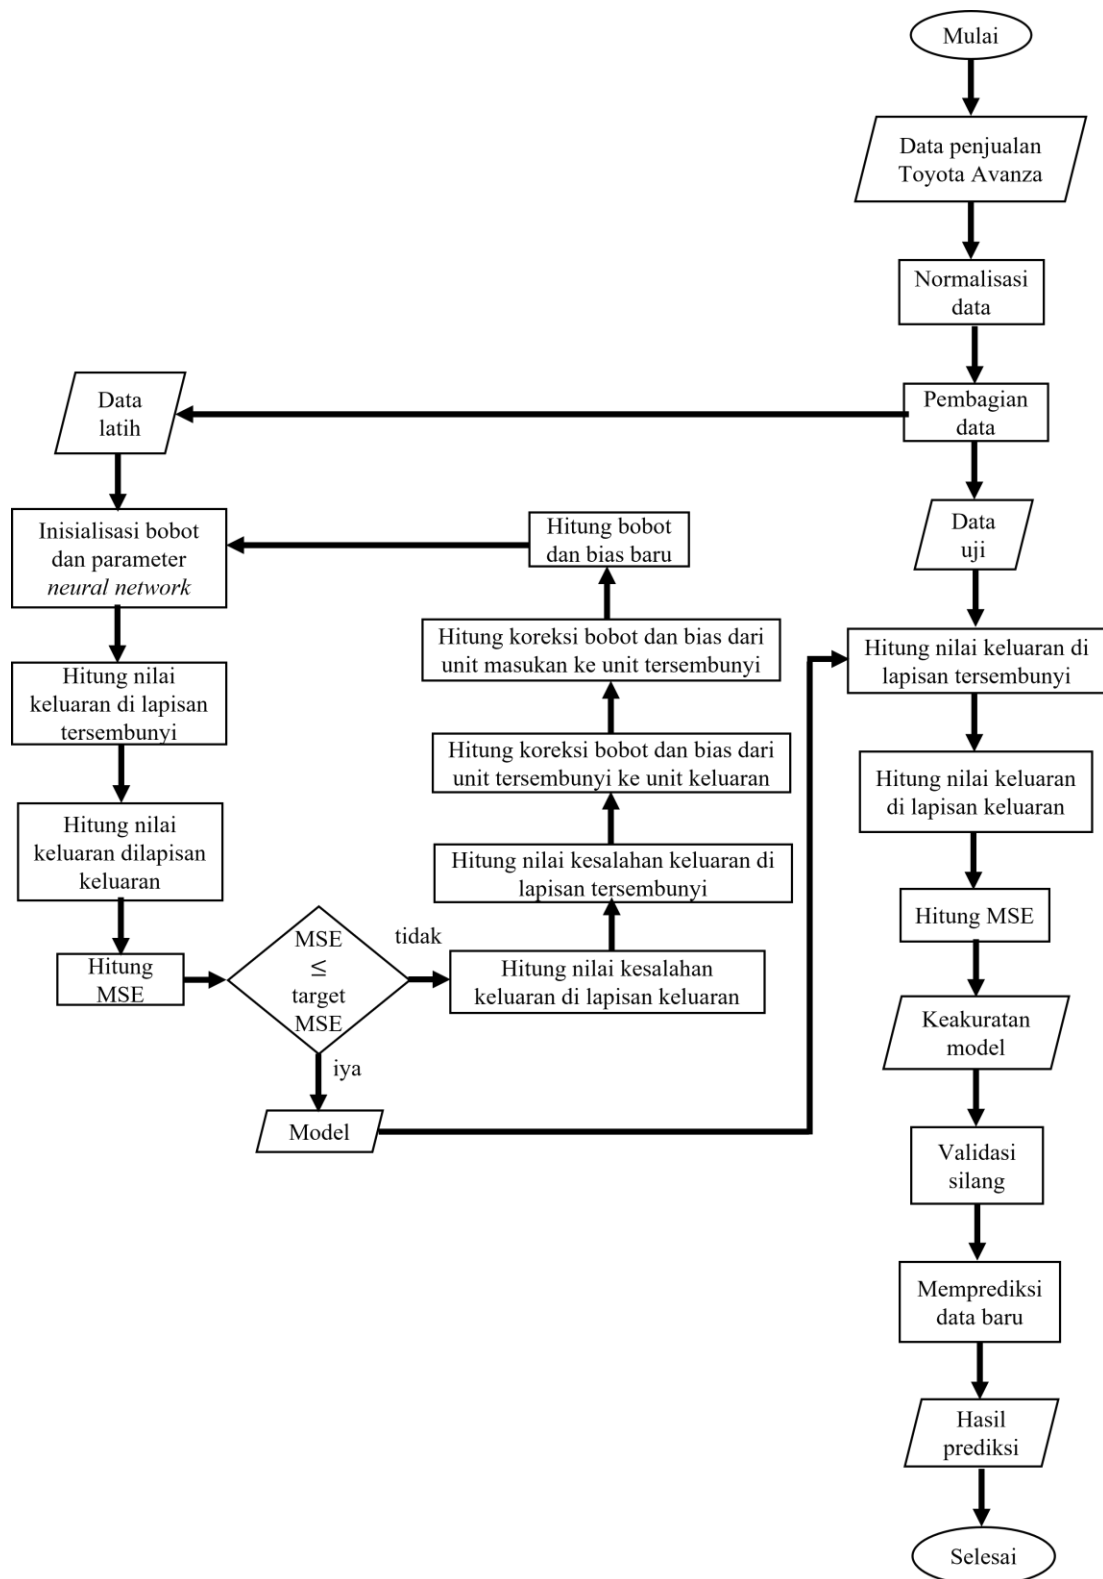 Mulai
Data penjualan
Toyota Avanza
Normalisasi
data
Pembagian
data
Data
latih
Inisialisasi bobot
dan parameter
neural network
Hitung nilai
keluaran di lapisan
tersembunyi
Hitung nilai
keluaran dilapisan
keluaran
Hitung
MSE
MSE
≤
target
MSE
tidak
Hitung nilai kesalahan
keluaran di lapisan keluaran
Hitung nilai kesalahan keluaran di
lapisan tersembunyi
Hitung koreksi bobot dan bias dari
unit tersembunyi ke unit keluaran
Hitung koreksi bobot dan bias dari
unit masukan ke unit tersembunyi
Hitung bobot
dan bias baru
iya
Model
Data
uji
Hitung nilai keluaran di
lapisan tersembunyi
Hitung nilai keluaran
di lapisan keluaran
Hitung MSE
Keakuratan
model
Validasi
silang
Memprediksi
data baru
Hasil
prediksi
Selesai